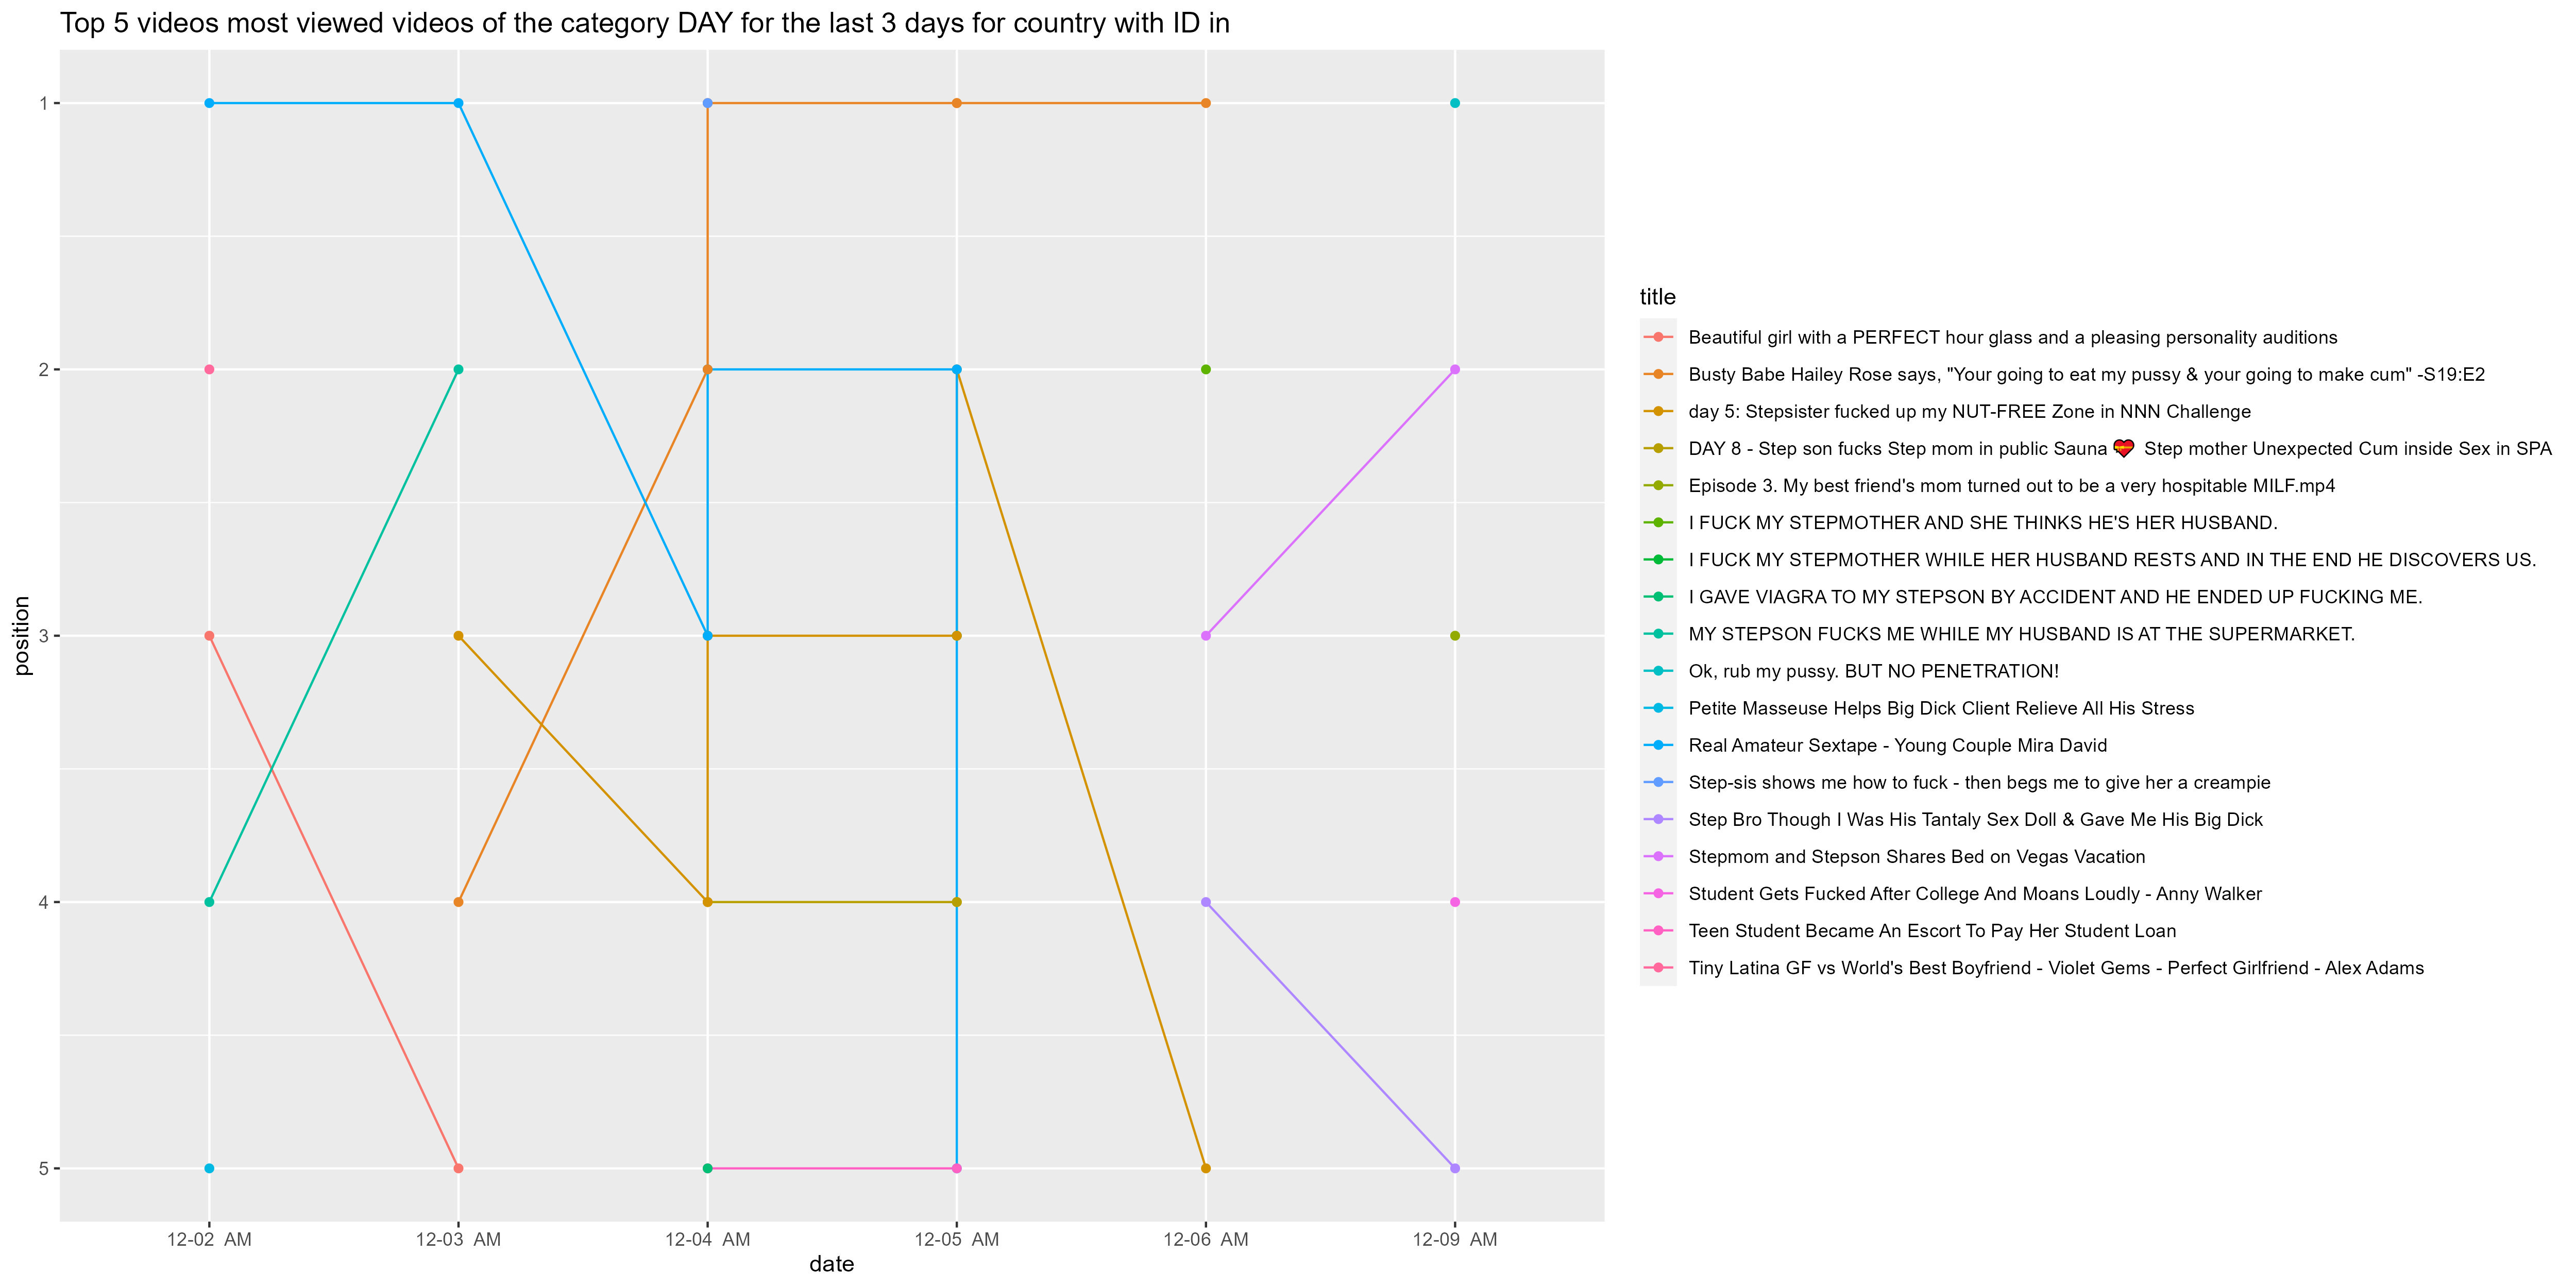 Top 5 videos most viewed videos of the category DAY for the last 3 days for country with ID in
1
2
3
4
5
position
12-02 AM
12-03 AM
12-04 AM
12-05 AM
12-06 AM
12-09 AM
date
title
Beautiful girl with a PERFECT hour glass and a pleasing personality auditions
Busty Babe Hailey Rose says, "Your going to eat my pussy & your going to make cum" -S19:E2
day 5: Stepsister fucked up my NUT-FREE Zone in NNN Challenge
DAY 8 - Step son fucks Step mom in public Sauna 💝 Step mother Unexpected Cum inside Sex in SPA
Episode 3. My best friend's mom turned out to be a very hospitable MILF.mp4
I FUCK MY STEPMOTHER AND SHE THINKS HE'S HER HUSBAND.
I FUCK MY STEPMOTHER WHILE HER HUSBAND RESTS AND IN THE END HE DISCOVERS US.
I GAVE VIAGRA TO MY STEPSON BY ACCIDENT AND HE ENDED UP FUCKING ME.
MY STEPSON FUCKS ME WHILE MY HUSBAND IS AT THE SUPERMARKET.
Ok, rub my pussy. BUT NO PENETRATION!
Petite Masseuse Helps Big Dick Client Relieve All His Stress
Real Amateur Sextape - Young Couple Mira David
Step-sis shows me how to fuck - then begs me to give her a creampie
Step Bro Though I Was His Tantaly Sex Doll & Gave Me His Big Dick
Stepmom and Stepson Shares Bed on Vegas Vacation
Student Gets Fucked After College And Moans Loudly - Anny Walker
Teen Student Became An Escort To Pay Her Student Loan
Tiny Latina GF vs World's Best Boyfriend - Violet Gems - Perfect Girlfriend - Alex Adams